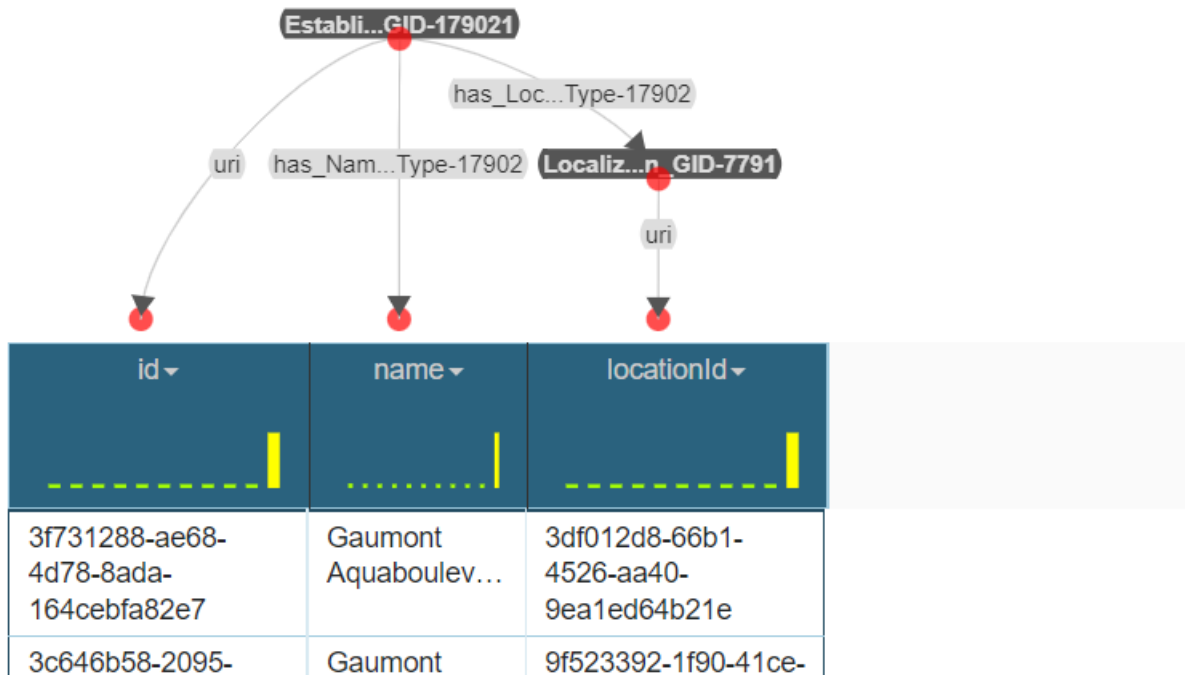 Establi...GID-179021
has_Loc...Type-17902
uri
has_Nam...Type-17902
Localiz...n_GID-7791
uri
id
name
locationId
3f731288-ae68-
4d78-8ada-
164cebfa82e7
Gaumont
Aquaboulev...
3df012d8-66b1-
4526-aa40-
9ea1ed64b21e
3c646b58-2095-
Gaumont
9f523392-1f90-41ce-